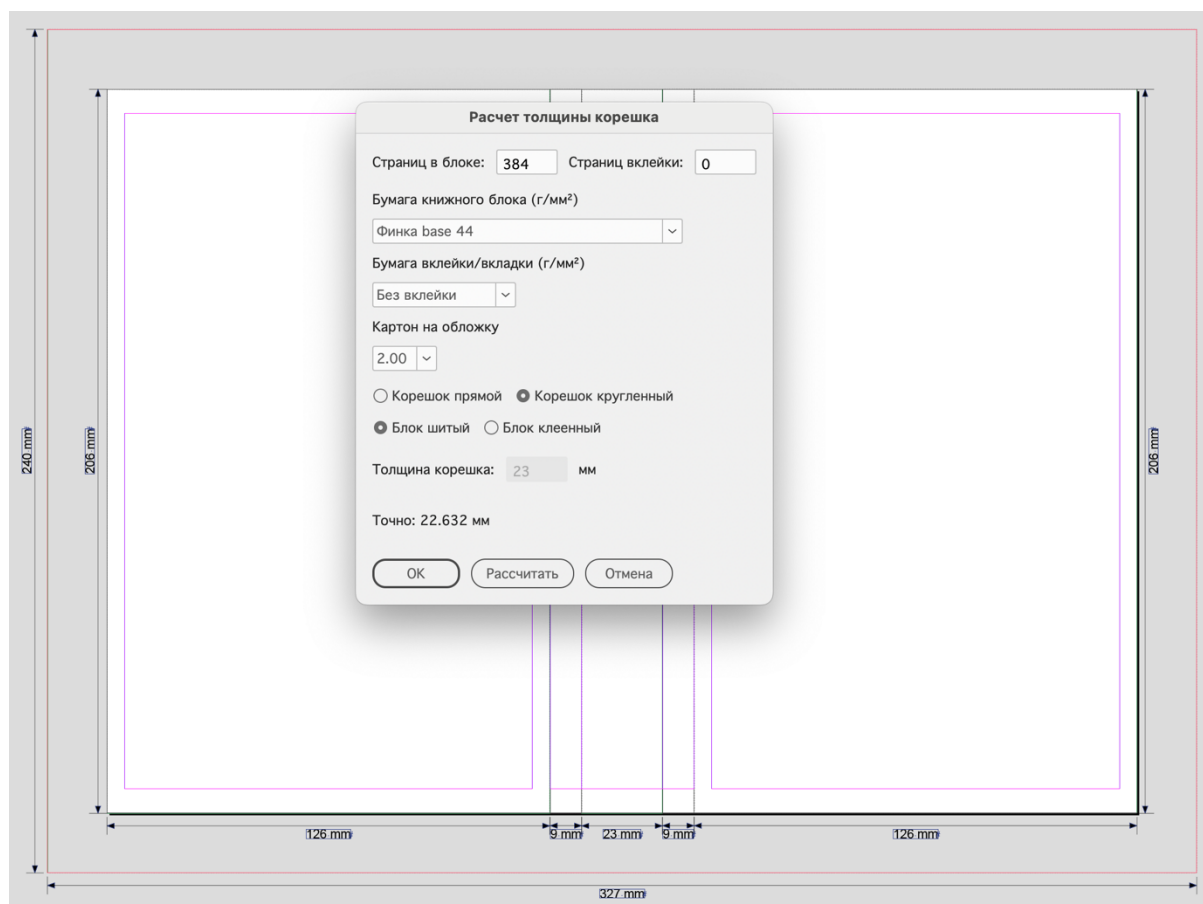 Расчет толщины корешка
Страниц в блоке: 384 Страниц вклейки: 0
Бумага книжного блока (г/мм²)
Финка base 44
Бумага вклейки/вкладки (г/мм²)
Без вклейки
Картон на обложку
2.00
Корешок прямой Корешок кругленный
Блок шитый Блок клеенный
Толщина корешка: 23 мм
Точно: 22.632 мм
ОК Рассчитать Отмена
240 mm
206 mm
206 mm
126 mm 9 mm 23 mm 9 mm 126 mm
327 mm